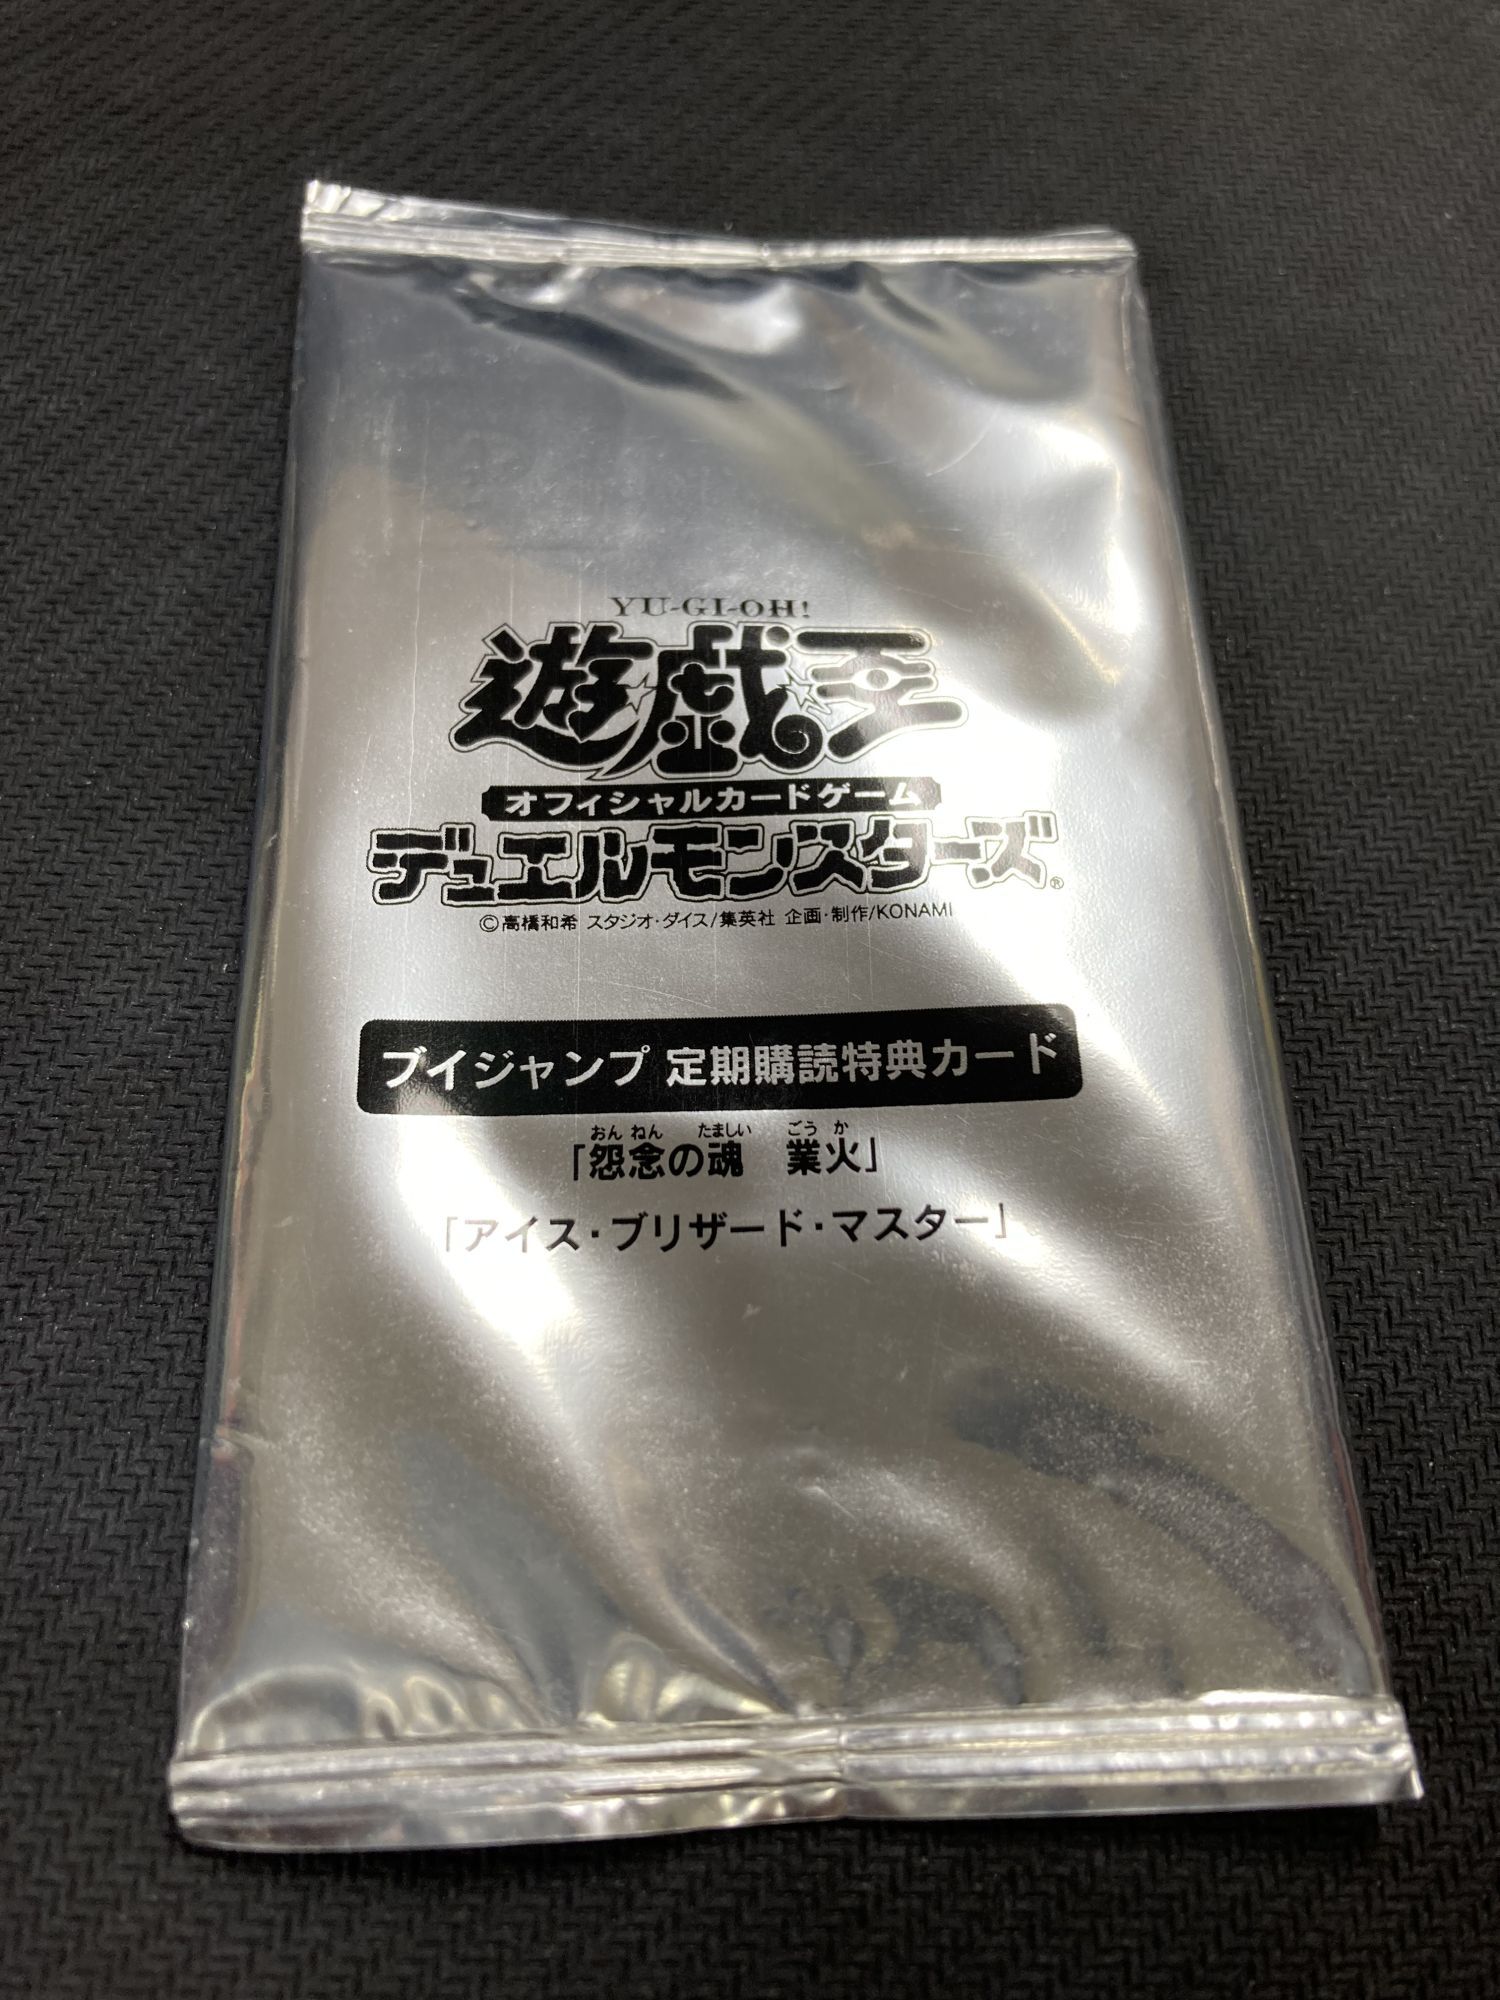 YU-GI-OH!
遊戯王
オフィシャルカードゲーム
デュエルモンスターズ®
©高橋和希 スタジオ・ダイス/集英社 企画・制作/KONAMI
ブイジャンプ 定期購読特典カード
おんねん たましい ごうか
「怨念の魂 業火」
「アイス・ブリザード・マスター」